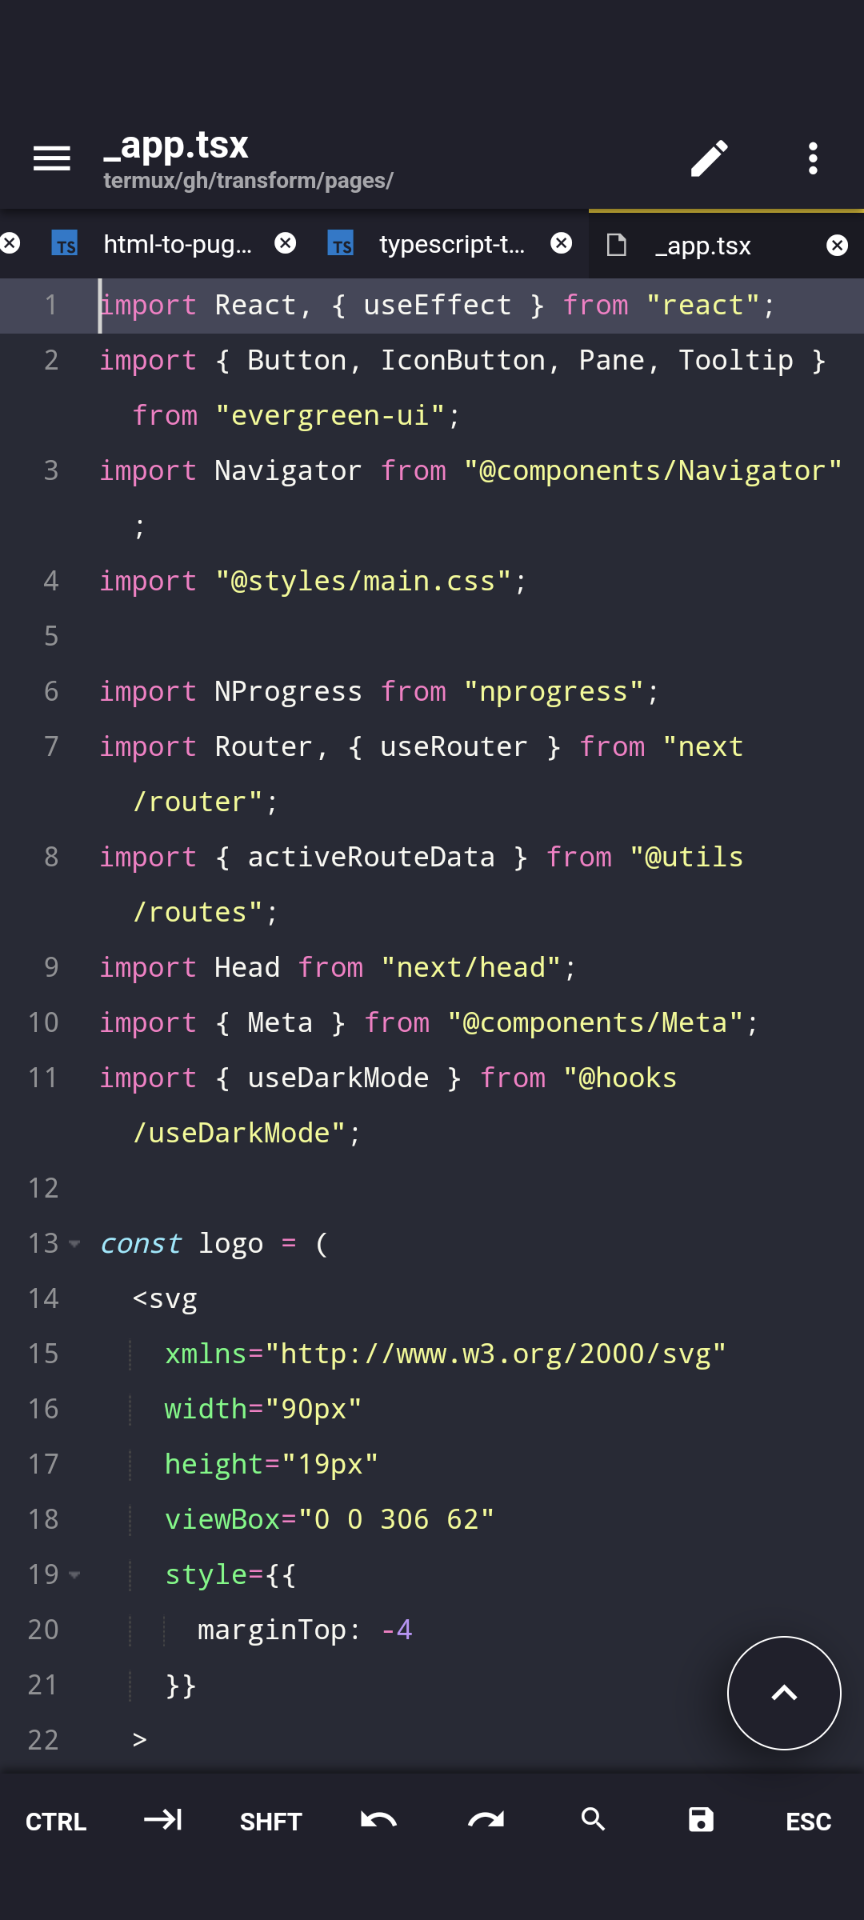 _app.tsx
termux/gh/transform/pages/
TS html-to-pug... TS typescript-t... _app.tsx
1 import React, { useEffect } from "react";
2 import { Button, IconButton, Pane, Tooltip }
from "evergreen-ui";
3 import Navigator from "@components/Navigator"
;
4 import "@styles/main.css";
5
6 import NProgress from "nprogress";
7 import Router, { useRouter } from "next
/router";
8 import { activeRouteData } from "@utils
/routes";
9 import Head from "next/head";
10 import { Meta } from "@components/Meta";
11 import { useDarkMode } from "@hooks
/useDarkMode";
12
13 const logo = (
14 <svg
15 xmlns="http://www.w3.org/2000/svg"
16 width="90px"
17 height="19px"
18 viewBox="0 0 306 62"
19 style={{
20 marginTop: -4
21 }}
22 >
CTRL SHFT ESC